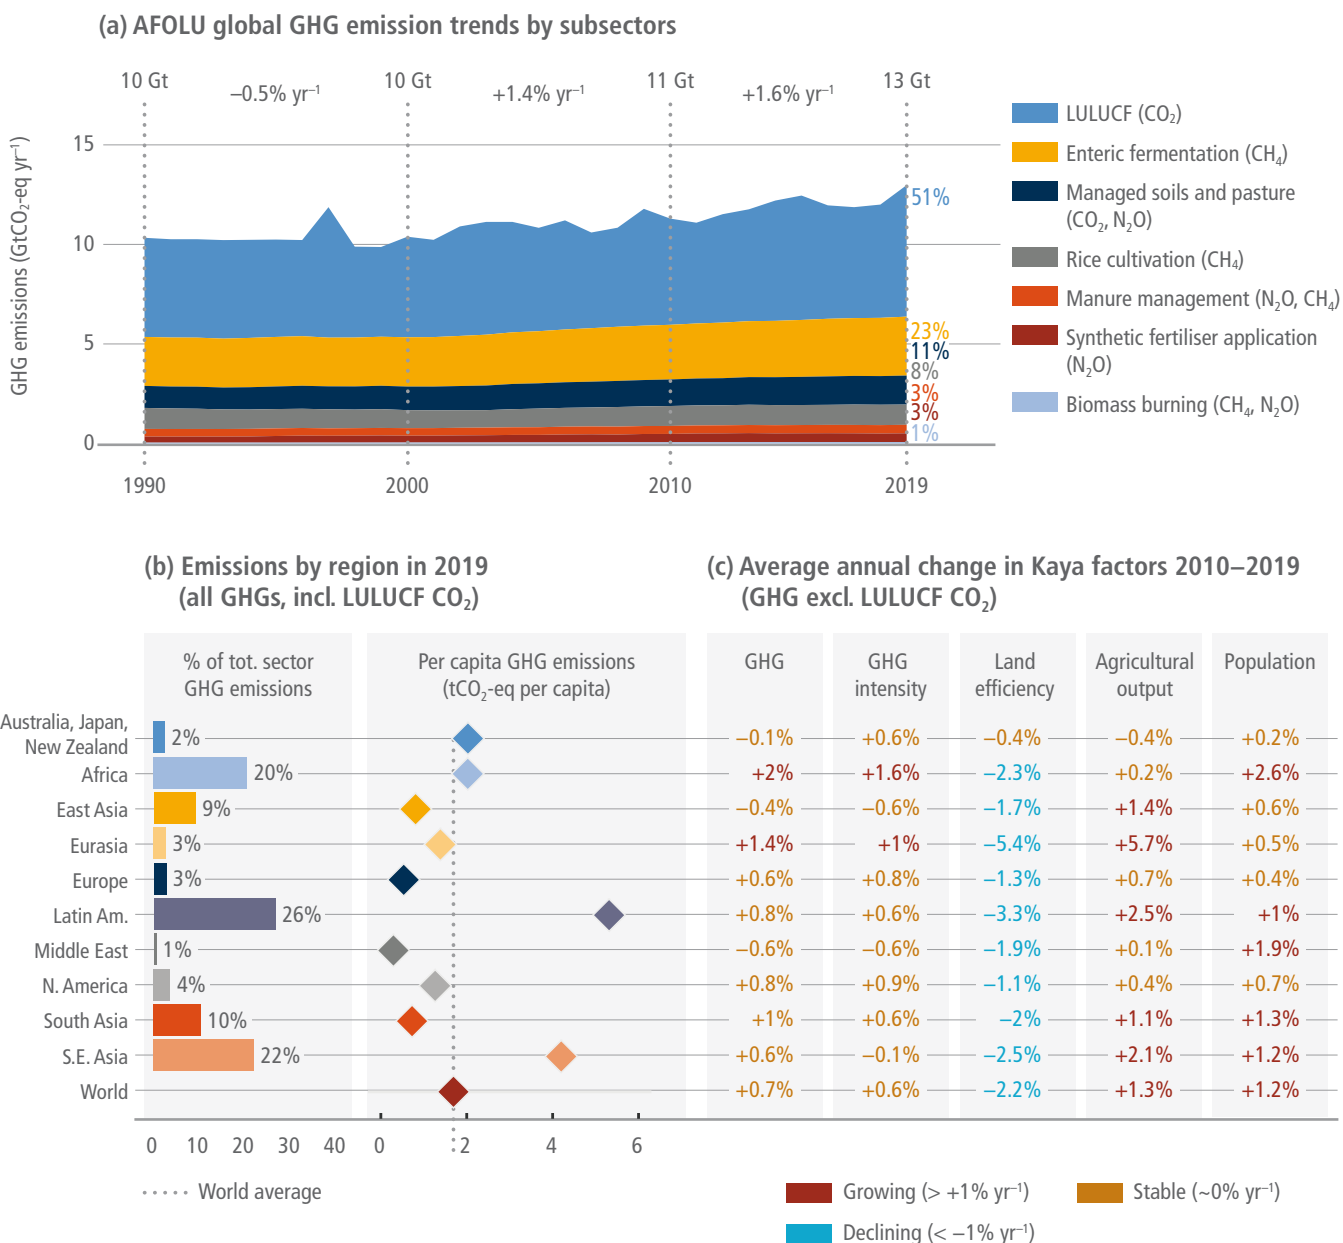 (a) AFOLU global GHG emission trends by subsectors
10 Gt
–0.5% yr⁻¹
10 Gt
+1.4% yr⁻¹
11 Gt
+1.6% yr⁻¹
13 Gt
GHG emissions (GtCO₂-eq yr⁻¹)
15
10
5
0
51%
23%
11%
8%
3%
3%
1%
1990
2000
2010
2019
LULUCF (CO₂)
Enteric fermentation (CH₄)
Managed soils and pasture
(CO₂, N₂O)
Rice cultivation (CH₄)
Manure management (N₂O, CH₄)
Synthetic fertiliser application
(N₂O)
Biomass burning (CH₄, N₂O)
(b) Emissions by region in 2019
(all GHGs, incl. LULUCF CO₂)
(c) Average annual change in Kaya factors 2010–2019
(GHG excl. LULUCF CO₂)
% of tot. sector
GHG emissions
Per capita GHG emissions
(tCO₂-eq per capita)
GHG
GHG
intensity
Land
efficiency
Agricultural
output
Population
Australia, Japan,
New Zealand 2% –0.1% +0.6% –0.4% –0.4% +0.2%
Africa 20% +2% +1.6% –2.3% +0.2% +2.6%
East Asia 9% –0.4% –0.6% –1.7% +1.4% +0.6%
Eurasia 3% +1.4% +1% –5.4% +5.7% +0.5%
Europe 3% +0.6% +0.8% –1.3% +0.7% +0.4%
Latin Am. 26% +0.8% +0.6% –3.3% +2.5% +1%
Middle East 1% –0.6% –0.6% –1.9% +0.1% +1.9%
N. America 4% +0.8% +0.9% –1.1% +0.4% +0.7%
South Asia 10% +1% +0.6% –2% +1.1% +1.3%
S.E. Asia 22% +0.6% –0.1% –2.5% +2.1% +1.2%
World +0.7% +0.6% –2.2% +1.3% +1.2%
0 10 20 30 40
0 2 4 6
World average
Growing (> +1% yr⁻¹)
Stable (~0% yr⁻¹)
Declining (< –1% yr⁻¹)